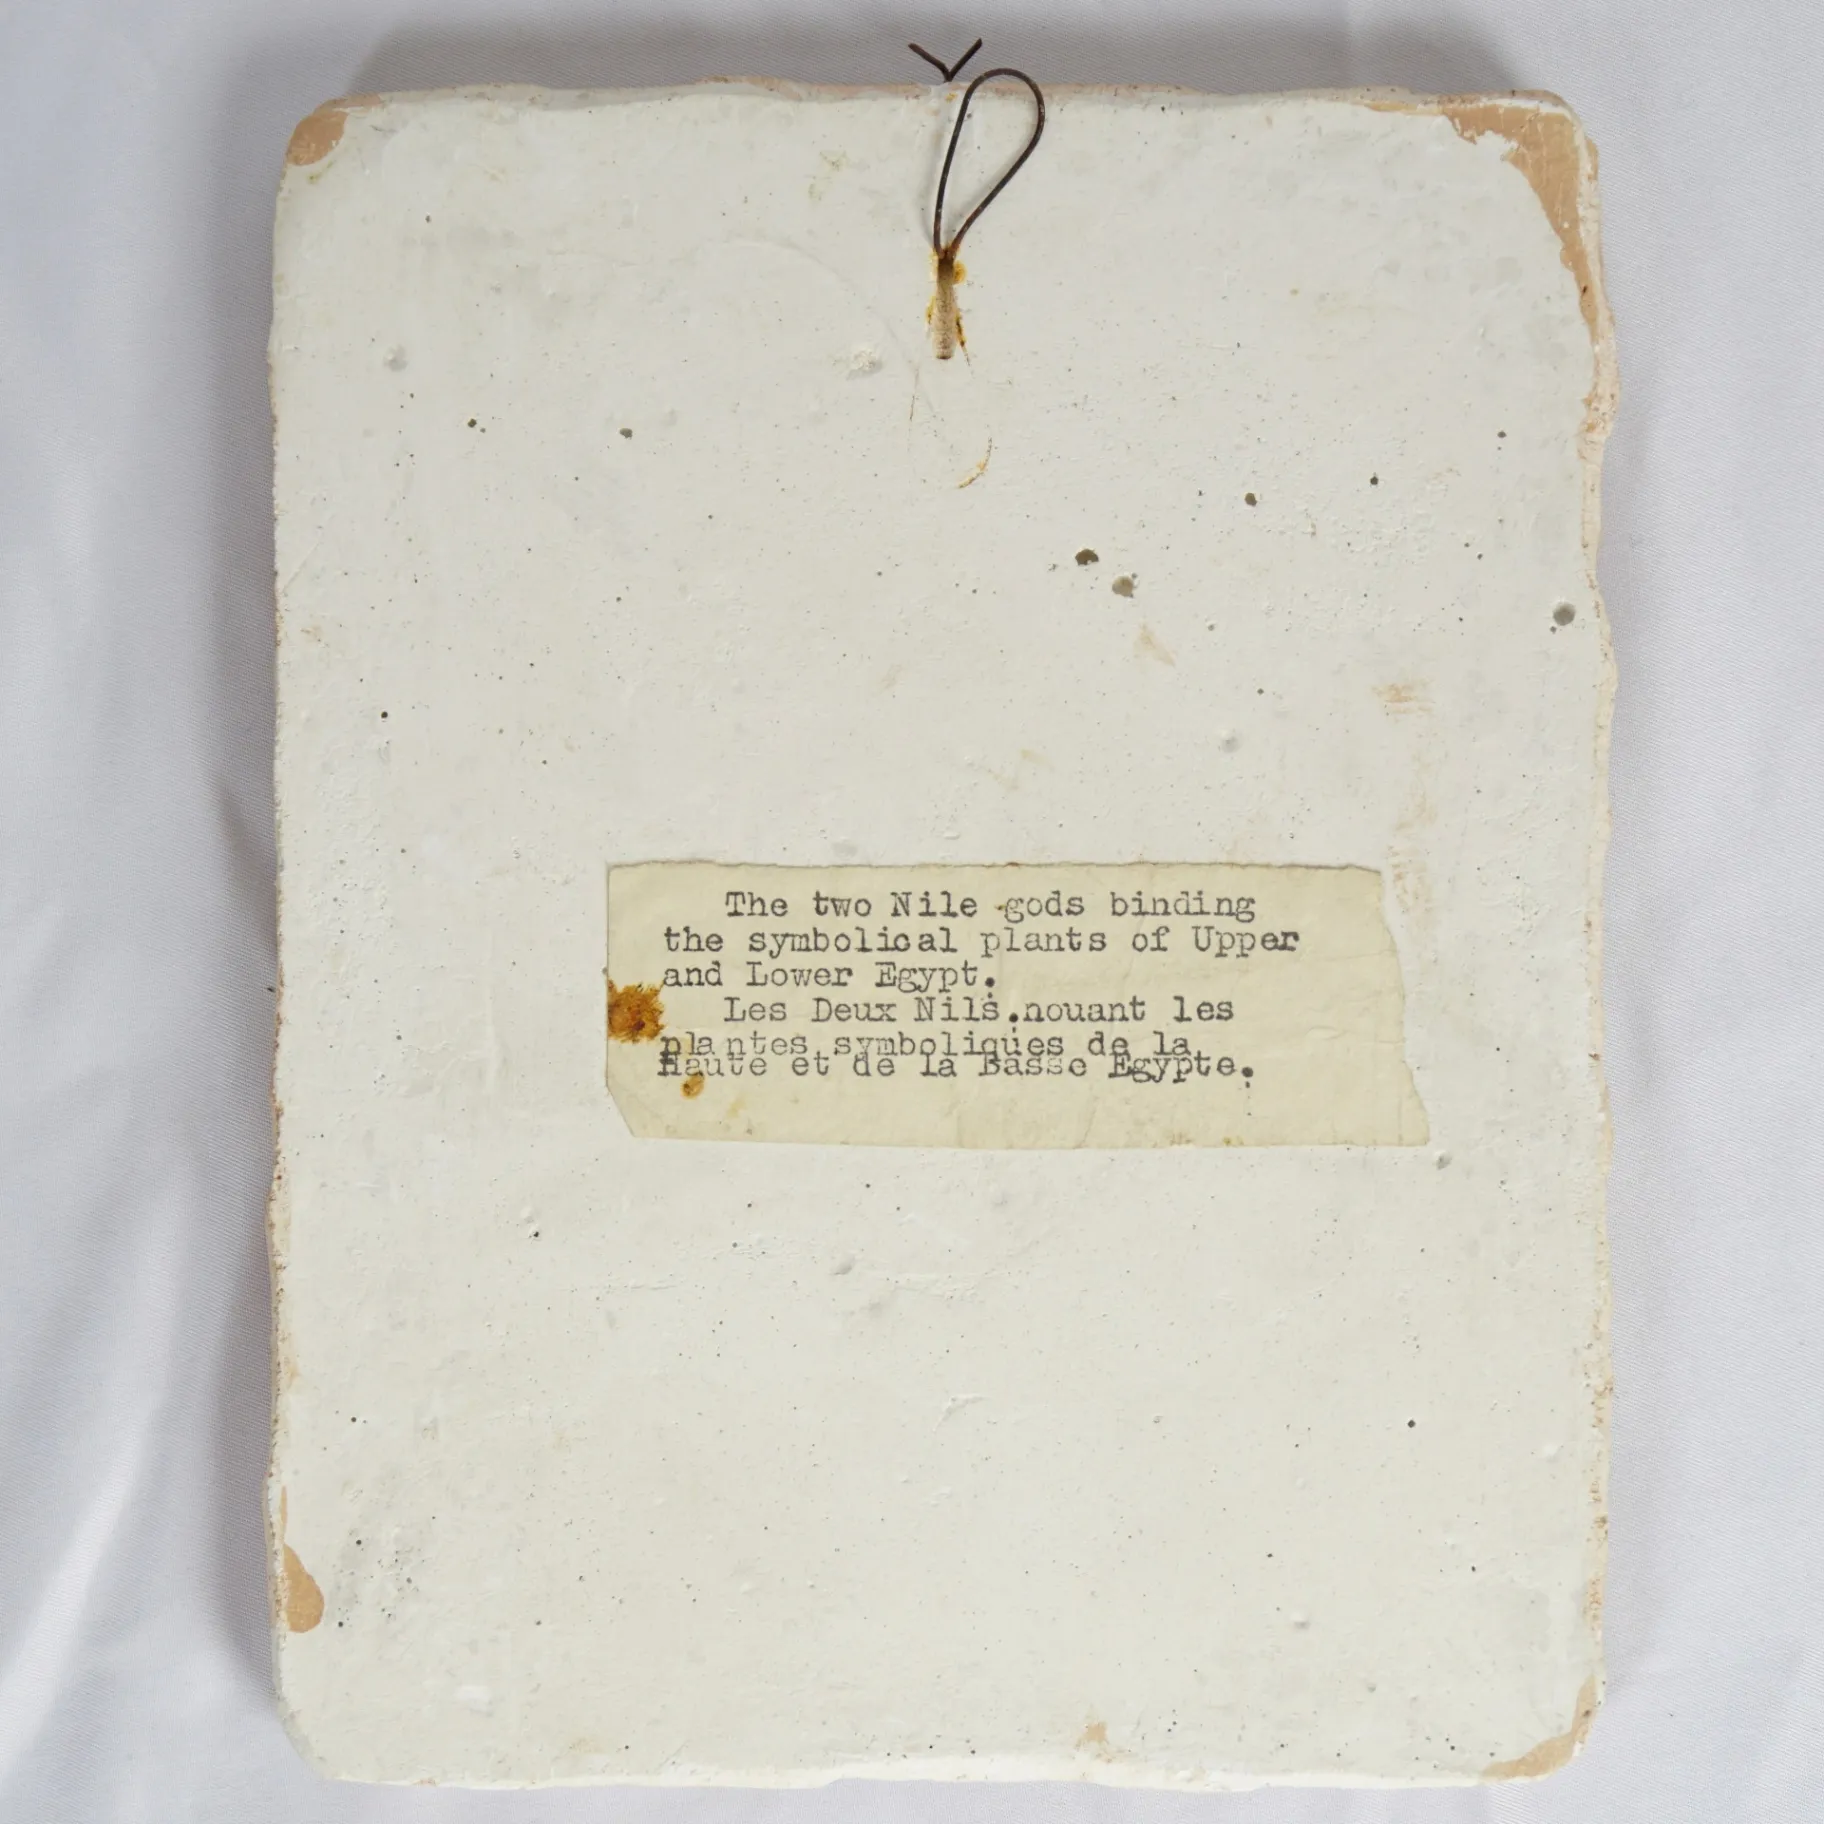 The two Nile gods binding
the symbolical plants of Upper
and Lower Egypt.
Les Deux Nils.nouant les
plantes symboliques de la
Haute et de la Basse Egypte.